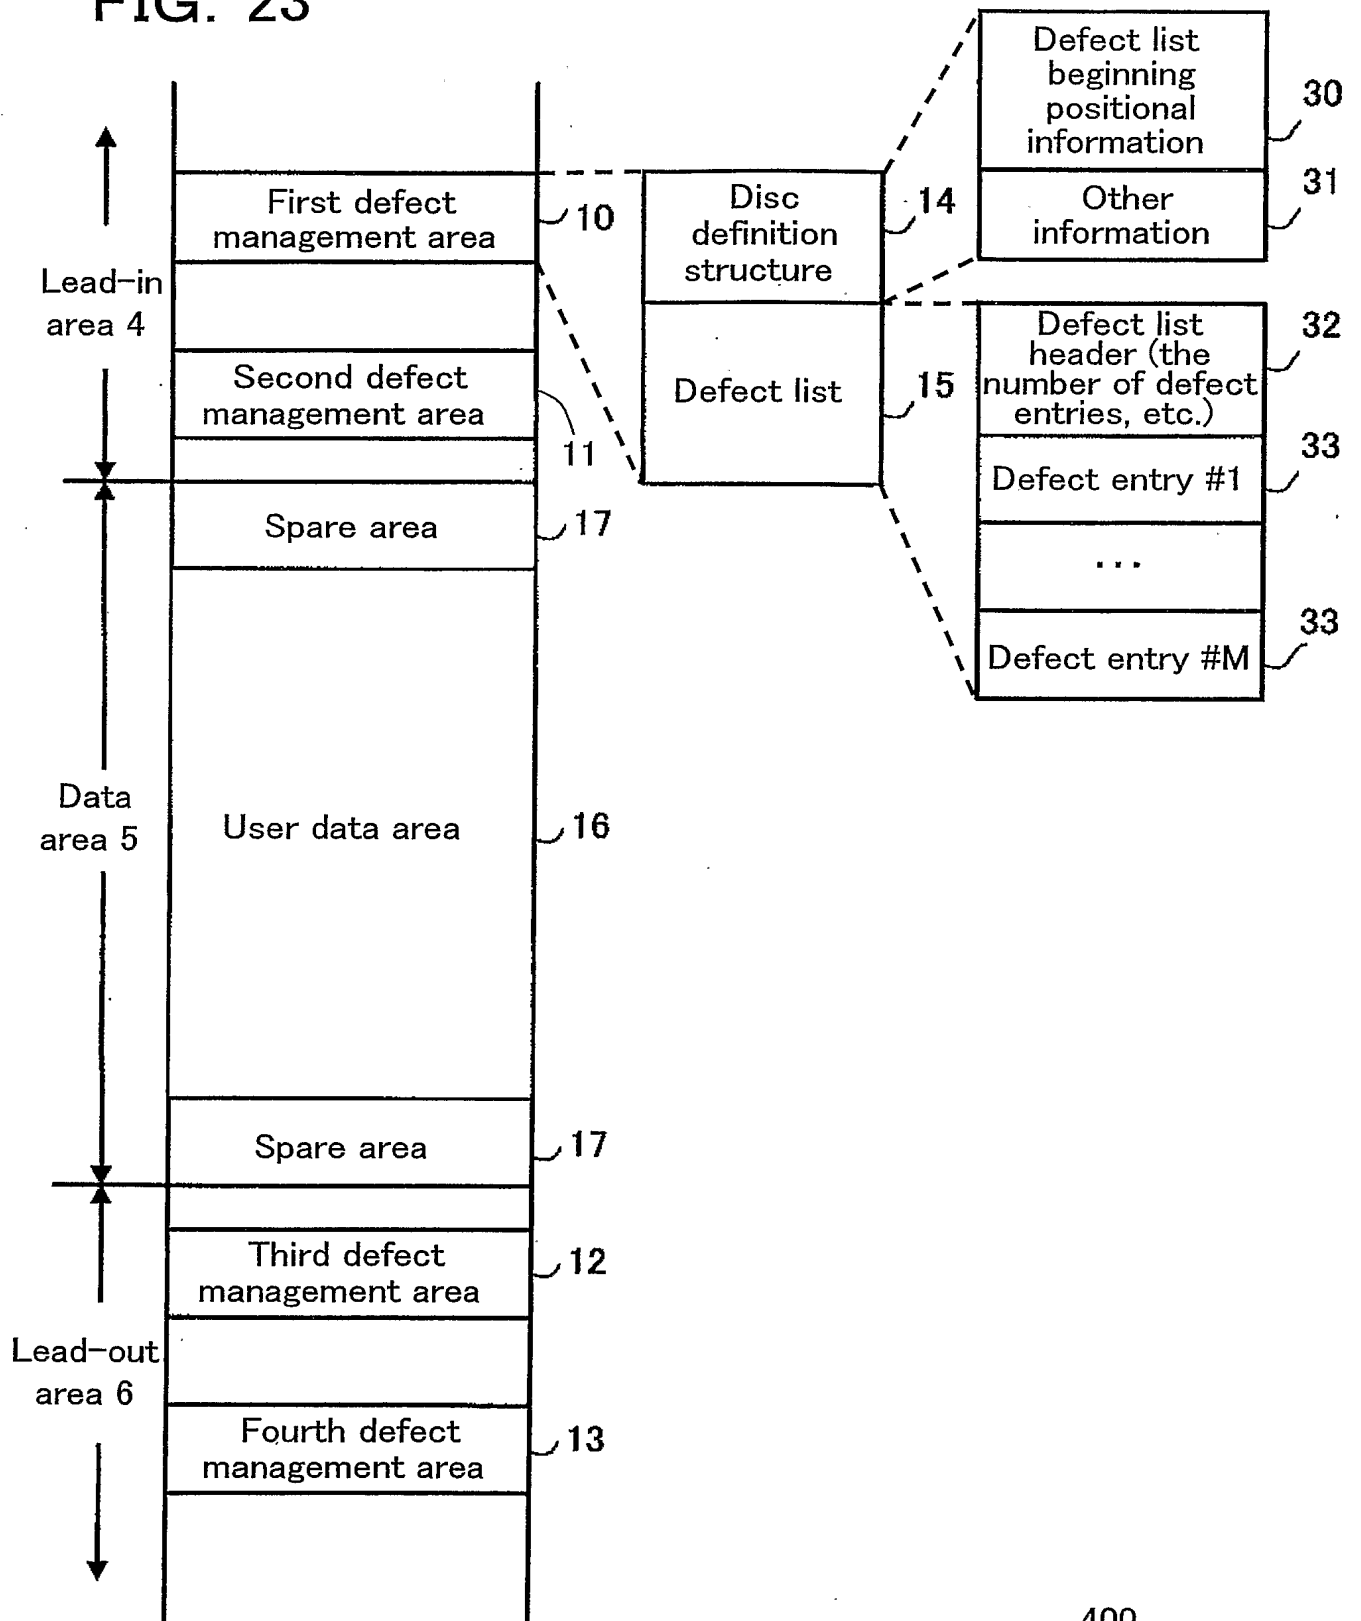 FIG. 23
Defect list
beginning
positional
information
30
Other
information
31
First defect
management area
10
Disc
definition
structure
14
Lead-in
area 4
Defect list
header (the
number of defect
entries, etc.)
32
Second defect
management area
11
Defect list
15
Defect entry #1
33
Spare area
17
...
Defect entry #M
33
Data
area 5
User data area
16
Spare area
17
Third defect
management area
12
Lead-out
area 6
Fourth defect
management area
13